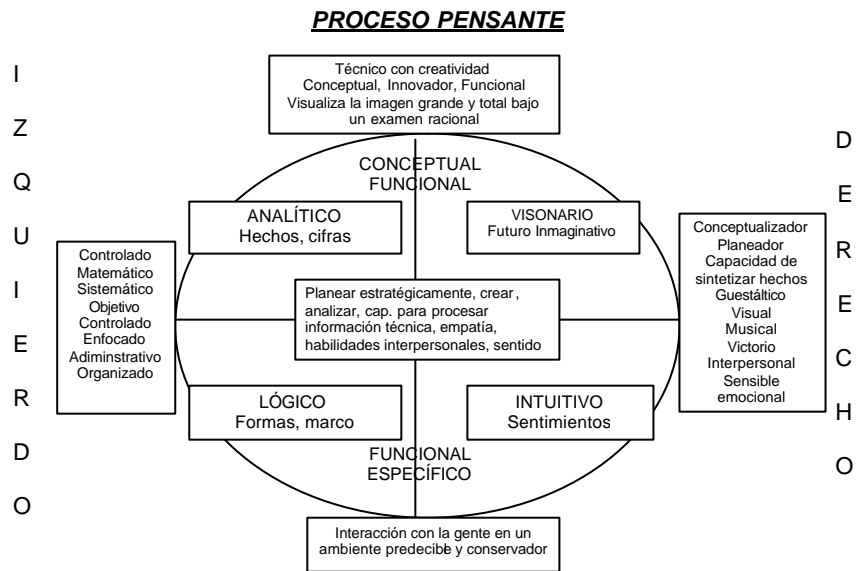 PROCESO PENSANTE
IZQUIERDO
Técnico con creatividad
Conceptual, Innovador, Funcional
Visualiza la imagen grande y total bajo
un examen racional
CONCEPTUAL
FUNCIONAL
ANALÍTICO
Hechos, cifras
VISONARIO
Futuro Inmaginativo
Controlado
Matemático
Sistemático
Objetivo
Controlado
Enfocado
Adiminstrativo
Organizado
Planear estratégicamente, crear,
analizar, cap. para procesar
información técnica, empatía,
habilidades interpersonales, sentido
Conceptualizador
Planeador
Capacidad de
sintetizar hechos
Guestáltico
Visual
Musical
Victorio
Interpersonal
Sensible
emocional
DERECHO
LÓGICO
Formas, marco
INTUITIVO
Sentimientos
FUNCIONAL
ESPECÍFICO
Interacción con la gente en un
ambiente predecible y conservador